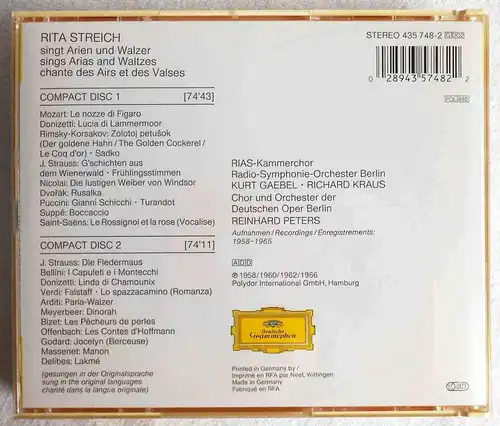 RITA STREICH
singt Arien und Walzer
sings Arias and Waltzes
chante des Airs et des Valses
STEREO 435 748-2 GH2
0 28943 57482 2
COMPACT DISC 1 [74'43]
Mozart: Le nozze di Figaro
Donizetti: Lucia di Lammermoor
Rimsky-Korsakov: Zolotoj petušok
(Der goldene Hahn / The Golden Cockerel /
Le Coq d'or) · Sadko
J. Strauss: G'schichten aus
dem Wienerwald · Frühlingsstimmen
Nicolai: Die lustigen Weiber von Windsor
Dvořák: Rusalka
Puccini: Gianni Schicchi · Turandot
Suppé: Boccaccio
Saint-Saëns: Le Rossignol et la rose (Vocalise)
COMPACT DISC 2 [74'11]
J. Strauss: Die Fledermaus
Bellini: I Capuleti e i Montecchi
Donizetti: Linda di Chamounix
Verdi: Falstaff · Lo spazzacamino (Romanza)
Arditi: Parla-Walzer
Meyerbeer: Dinorah
Bizet: Les Pêcheurs de perles
Offenbach: Les Contes d'Hoffmann
Godard: Jocelyn (Berceuse)
Massenet: Manon
Delibes: Lakmé
(gesungen in der Originalsprache
sung in the original languages
chanté dans la langue originale)
RIAS-Kammerchor
Radio-Symphonie-Orchester Berlin
KURT GAEBEL · RICHARD KRAUS
Chor und Orchester der
Deutschen Oper Berlin
REINHARD PETERS
Aufnahmen / Recordings / Enregistrements:
1958–1965
ADD
℗ 1958/1960/1962/1966
Polydor International GmbH, Hamburg
Deutsche
Grammophon
Printed in Germany by /
Imprimé en RFA par Neef, Wittingen
Made in Germany
Fabriqué en RFA